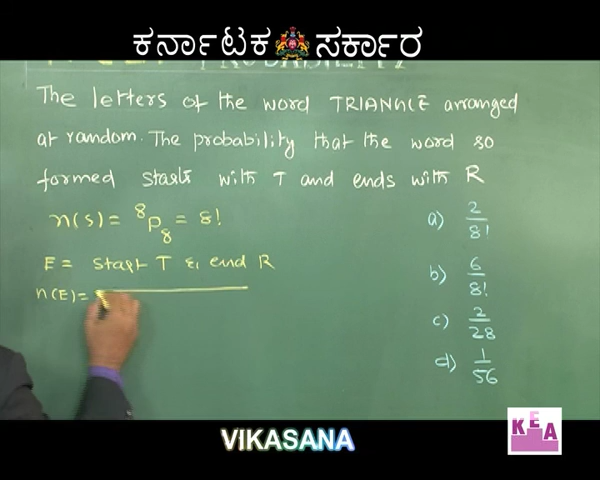 ಕರ್ನಾಟಕ ಸರ್ಕಾರ
PROBABILITY
The letters of the word TRIANGLE arranged
at random. The probability that the word so
formed starts with T and ends with R
n(S) = ⁸P₈ = 8!
E = Start T & end R
n(E) =
a) 2/8!
b) 6/8!
c) 2/28
d) 1/56
KEA
VIKASANA